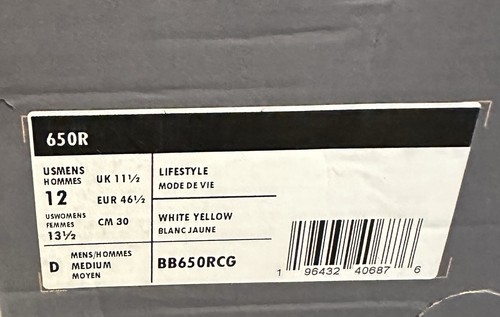 650R
USMENS
HOMMES
12
UK 11½
EUR 46½
USWOMENS
FEMMES
13½
CM 30
LIFESTYLE
MODE DE VIE
WHITE YELLOW
BLANC JAUNE
D
MENS/HOMMES
MEDIUM
MOYEN
BB650RCG
1 96432 40687 6